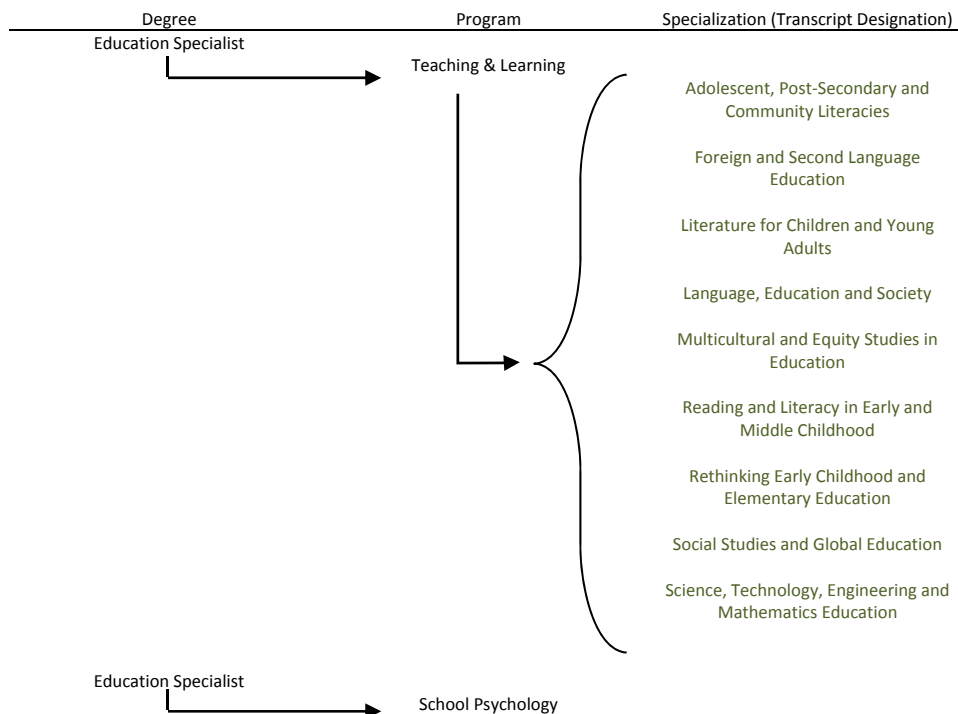 Degree Program Specialization (Transcript Designation)
Education Specialist
Teaching & Learning
Adolescent, Post-Secondary and
Community Literacies
Foreign and Second Language
Education
Literature for Children and Young
Adults
Language, Education and Society
Multicultural and Equity Studies in
Education
Reading and Literacy in Early and
Middle Childhood
Rethinking Early Childhood and
Elementary Education
Social Studies and Global Education
Science, Technology, Engineering and
Mathematics Education
Education Specialist
School Psychology